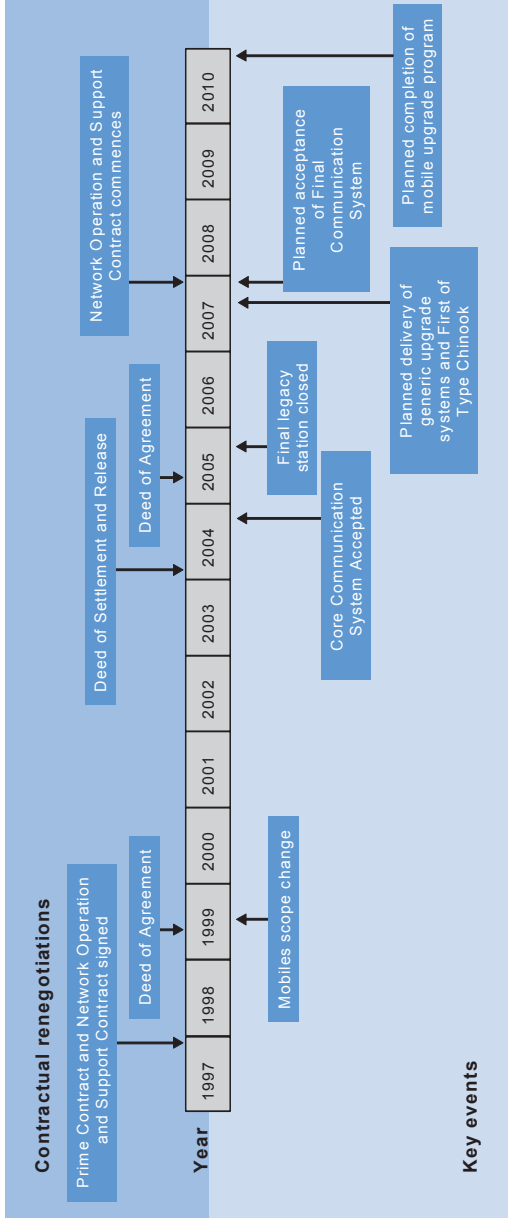 Contractual renegotiations
Prime Contract and Network Operation
and Support Contract signed
Deed of Agreement
Deed of Settlement and Release
Deed of Agreement
Network Operation and Support
Contract commences
Year
1997 1998 1999 2000 2001 2002 2003 2004 2005 2006 2007 2008 2009 2010
Mobiles scope change
Core Communication
System Accepted
Final legacy
station closed
Planned delivery of
generic upgrade
systems and First of
Type Chinook
Planned acceptance
of Final
Communication
System
Planned completion of
mobile upgrade program
Key events